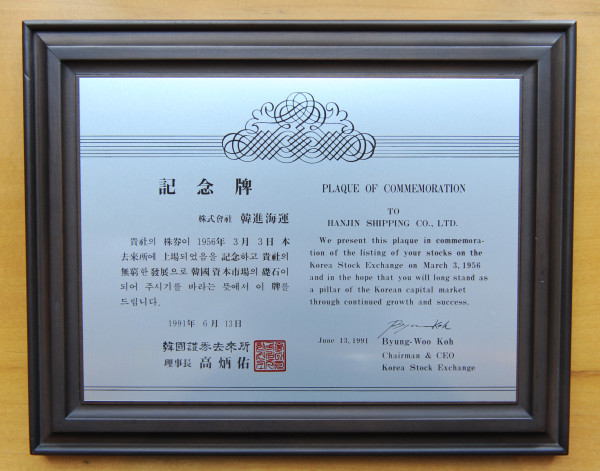 記念牌
株式會社 韓進海運
貴社의 株券이 1956年 3月 3日 本
去來所에 上場되었음을 記念하고 貴社의
無窮한 發展으로 韓國 資本市場의 礎石이
되어 주시기를 바라는 뜻에서 이 牌를
드립니다.
1991年 6月 13日
韓國證券去來所
理事長 高炳佑
PLAQUE OF COMMEMORATION
TO
HANJIN SHIPPING CO., LTD.
We present this plaque in commemora-
tion of the listing of your stocks on the
Korea Stock Exchange on March 3, 1956
and in the hope that you will long stand as
a pillar of the Korean capital market
through continued growth and success.
June 13, 1991
Byung-Woo Koh
Chairman & CEO
Korea Stock Exchange